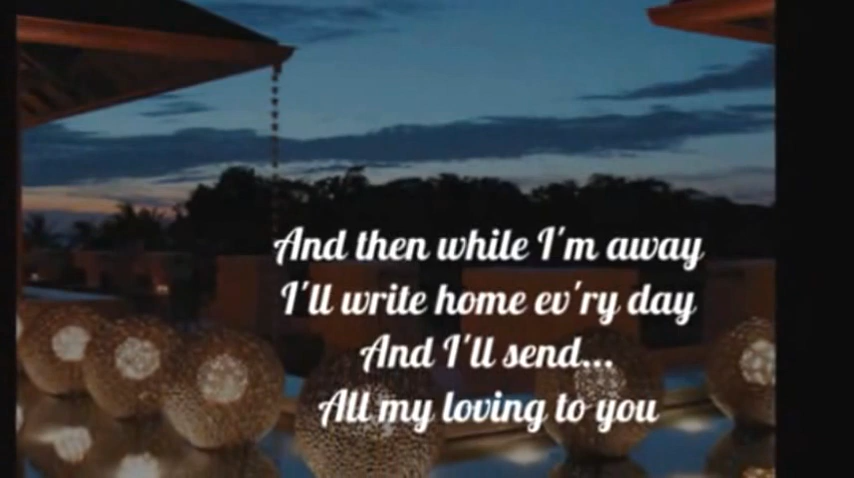 And then while I'm away
I'll write home ev'ry day
And I'll send...
All my loving to you